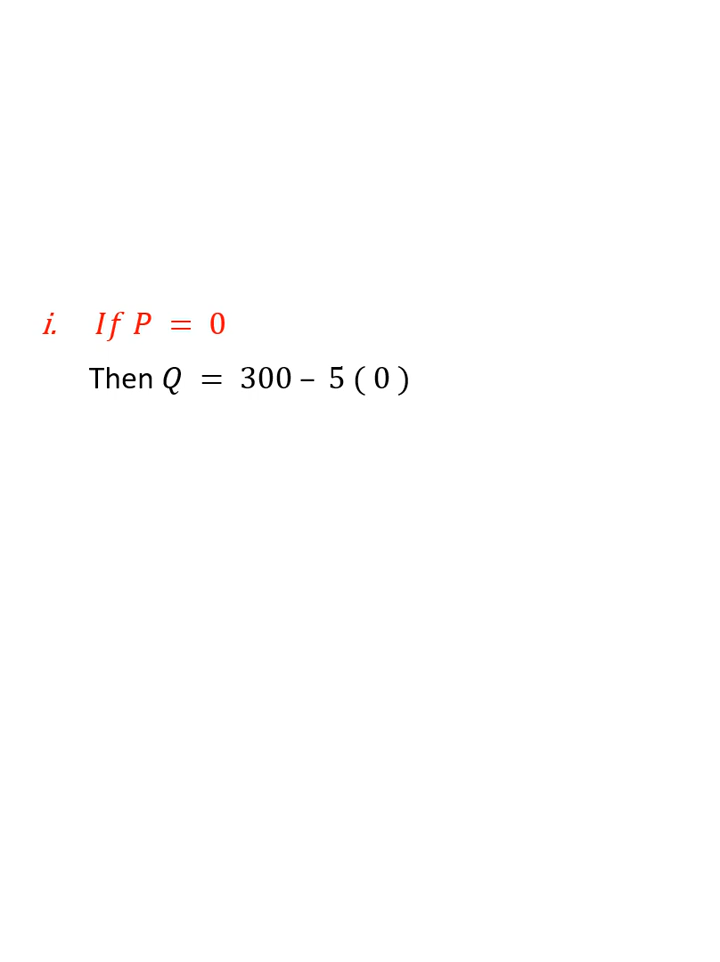 i. If P = 0
Then Q = 300 – 5 ( 0 )